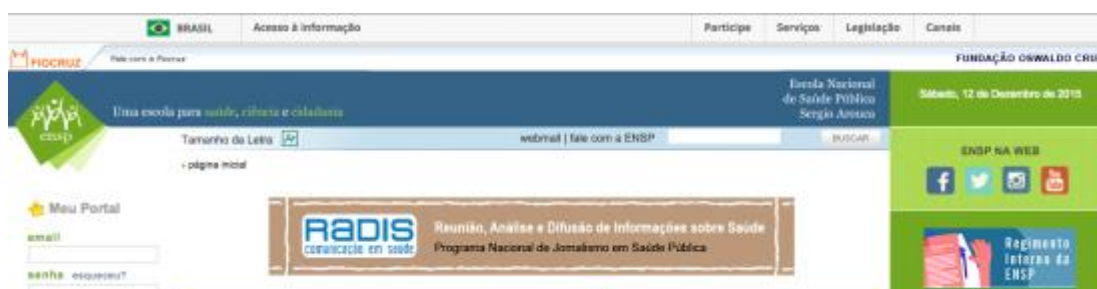 BRASIL Acesso à informação Participe Serviços Legislação Canais
FIOCRUZ Fale com a Fiocruz FUNDAÇÃO OSWALDO CRU
ensp
Uma escola para saúde, ciência e cidadania
Escola Nacional
de Saúde Pública
Sergio Arouca
Sábado, 12 de Dezembro de 2015
Tamanho da Letra webmail | fale com a ENSP BUSCAR
página inicial
ENSP NA WEB
Meu Portal
email
senha esqueceu?
RADIS
comunicação em saúde
Reunião, Análise e Difusão de Informações sobre Saúde
Programa Nacional de Jornalismo em Saúde Pública
Regimento
Interno da
ENSP